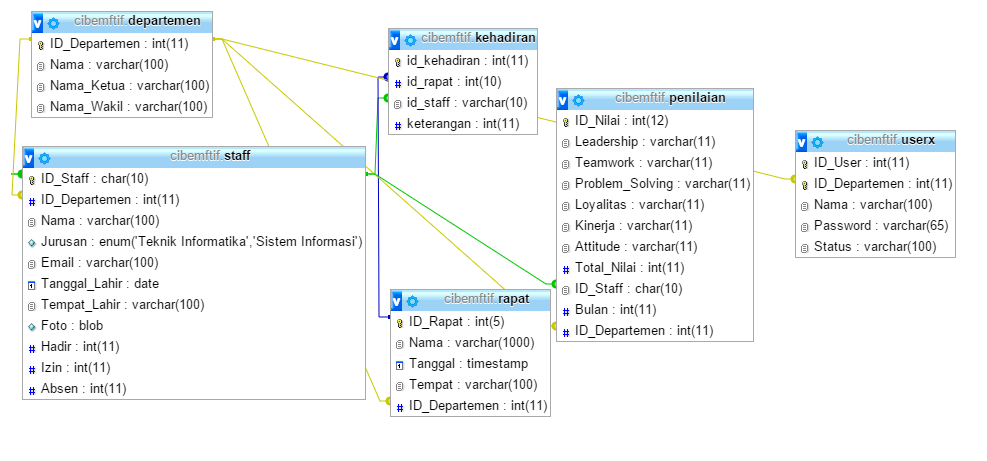 cibemftif.departemen
ID_Departemen : int(11)
Nama : varchar(100)
Nama_Ketua : varchar(100)
Nama_Wakil : varchar(100)
cibemftif.staff
ID_Staff : char(10)
ID_Departemen : int(11)
Nama : varchar(100)
Jurusan : enum('Teknik Informatika','Sistem Informasi')
Email : varchar(100)
Tanggal_Lahir : date
Tempat_Lahir : varchar(100)
Foto : blob
Hadir : int(11)
Izin : int(11)
Absen : int(11)
cibemftif.kehadiran
id_kehadiran : int(11)
id_rapat : int(10)
id_staff : varchar(10)
keterangan : int(11)
cibemftif.rapat
ID_Rapat : int(5)
Nama : varchar(1000)
Tanggal : timestamp
Tempat : varchar(100)
ID_Departemen : int(11)
cibemftif.penilaian
ID_Nilai : int(12)
Leadership : varchar(11)
Teamwork : varchar(11)
Problem_Solving : varchar(11)
Loyalitas : varchar(11)
Kinerja : varchar(11)
Attitude : varchar(11)
Total_Nilai : int(11)
ID_Staff : char(10)
Bulan : int(11)
ID_Departemen : int(11)
cibemftif.userx
ID_User : int(11)
ID_Departemen : int(11)
Nama : varchar(100)
Password : varchar(65)
Status : varchar(100)